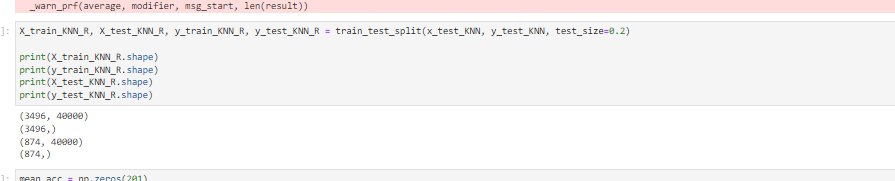 _warn_prf(average, modifier, msg_start, len(result))
]: X_train_KNN_R, X_test_KNN_R, y_train_KNN_R, y_test_KNN_R = train_test_split(x_test_KNN, y_test_KNN, test_size=0.2)
print(X_train_KNN_R.shape)
print(y_train_KNN_R.shape)
print(X_test_KNN_R.shape)
print(y_test_KNN_R.shape)
(3496, 40000)
(3496,)
(874, 40000)
(874,)
]: mean_acc = np.zeros(201)